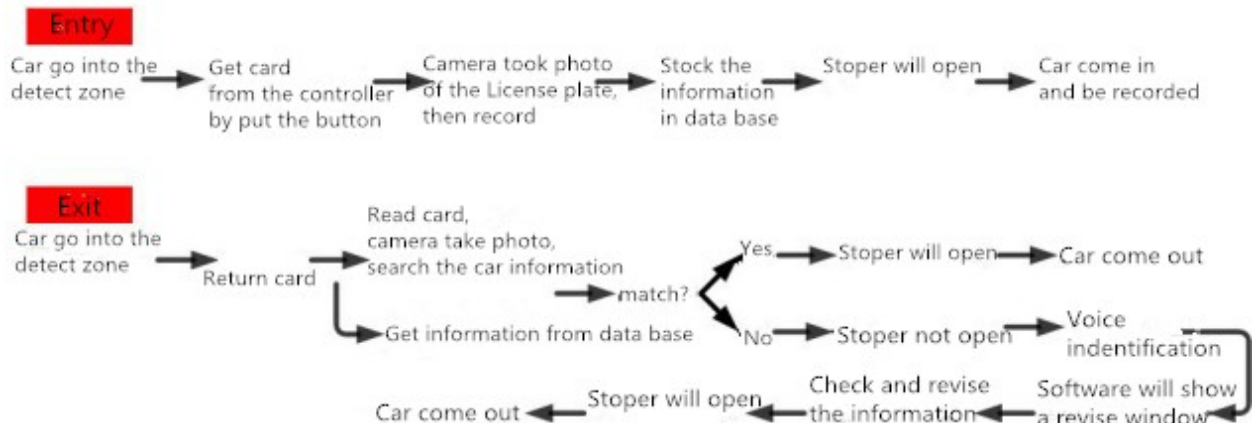 Entry
Car go into the
detect zone
Get card
from the controller
by put the button
Camera took photo
of the License plate,
then record
Stock the
information
in data base
Stoper will open
Car come in
and be recorded
Exit
Car go into the
detect zone
Return card
Read card,
camera take photo,
search the car information
Get information from data base
match?
Yes
Stoper will open
Car come out
No
Stoper not open
Voice
indentification
Software will show
a revise window
Check and revise
the information
Stoper will open
Car come out